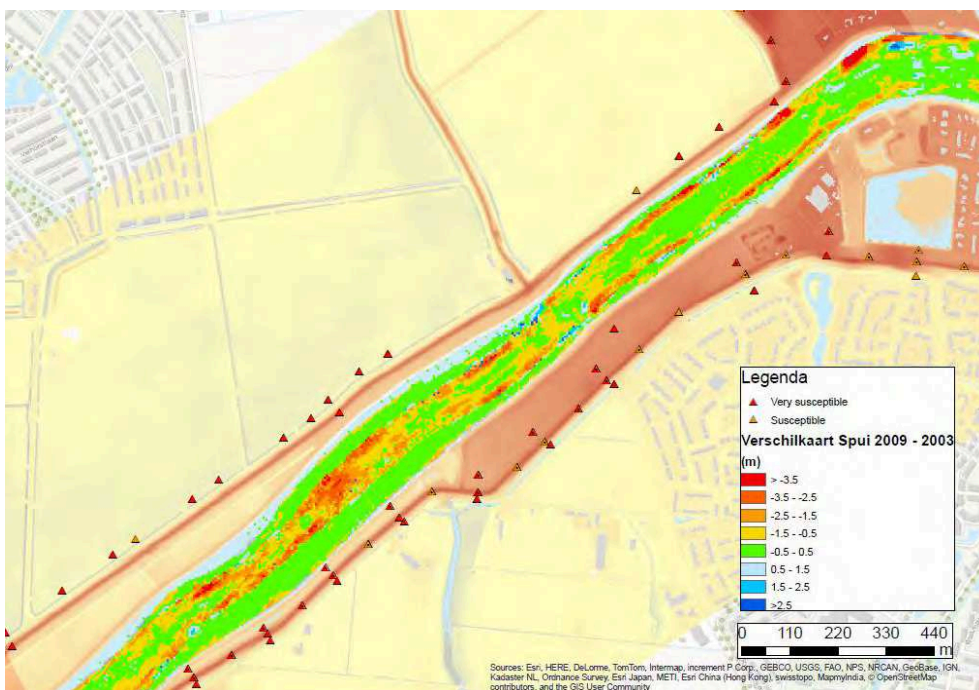 Legenda
Very susceptible
Susceptible
Verschilkaart Spui 2009 - 2003
(m)
> -3.5
-3.5 - -2.5
-2.5 - -1.5
-1.5 - -0.5
-0.5 - 0.5
0.5 - 1.5
1.5 - 2.5
>2.5
0 110 220 330 440
m
Sources: Esri, HERE, DeLorme, TomTom, Intermap, increment P Corp., GEBCO, USGS, FAO, NPS, NRCAN, GeoBase, IGN,
Kadaster NL, Ordnance Survey, Esri Japan, METI, Esri China (Hong Kong), swisstopo, MapmyIndia, © OpenStreetMap
contributors, and the GIS User Community